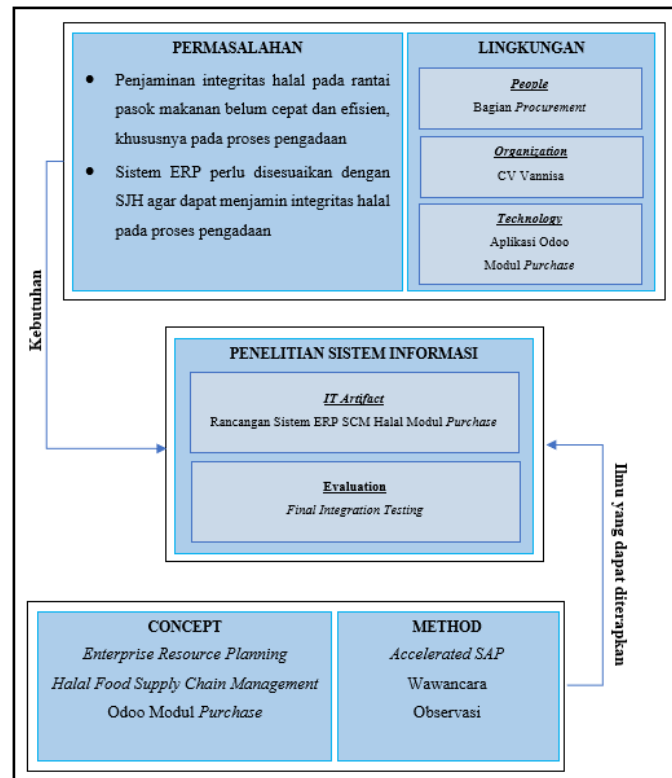 PERMASALAHAN
● Penjaminan integritas halal pada rantai
pasok makanan belum cepat dan efisien,
khususnya pada proses pengadaan
● Sistem ERP perlu disesuaikan dengan
SJH agar dapat menjamin integritas halal
pada proses pengadaan
LINGKUNGAN
People
Bagian Procurement
Organization
CV Vannisa
Technology
Aplikasi Odoo
Modul Purchase
Kebutuhan
PENELITIAN SISTEM INFORMASI
IT Artifact
Rancangan Sistem ERP SCM Halal Modul Purchase
Evaluation
Final Integration Testing
Ilmu yang dapat diterapkan
CONCEPT
Enterprise Resource Planning
Halal Food Supply Chain Management
Odoo Modul Purchase
METHOD
Accelerated SAP
Wawancara
Observasi